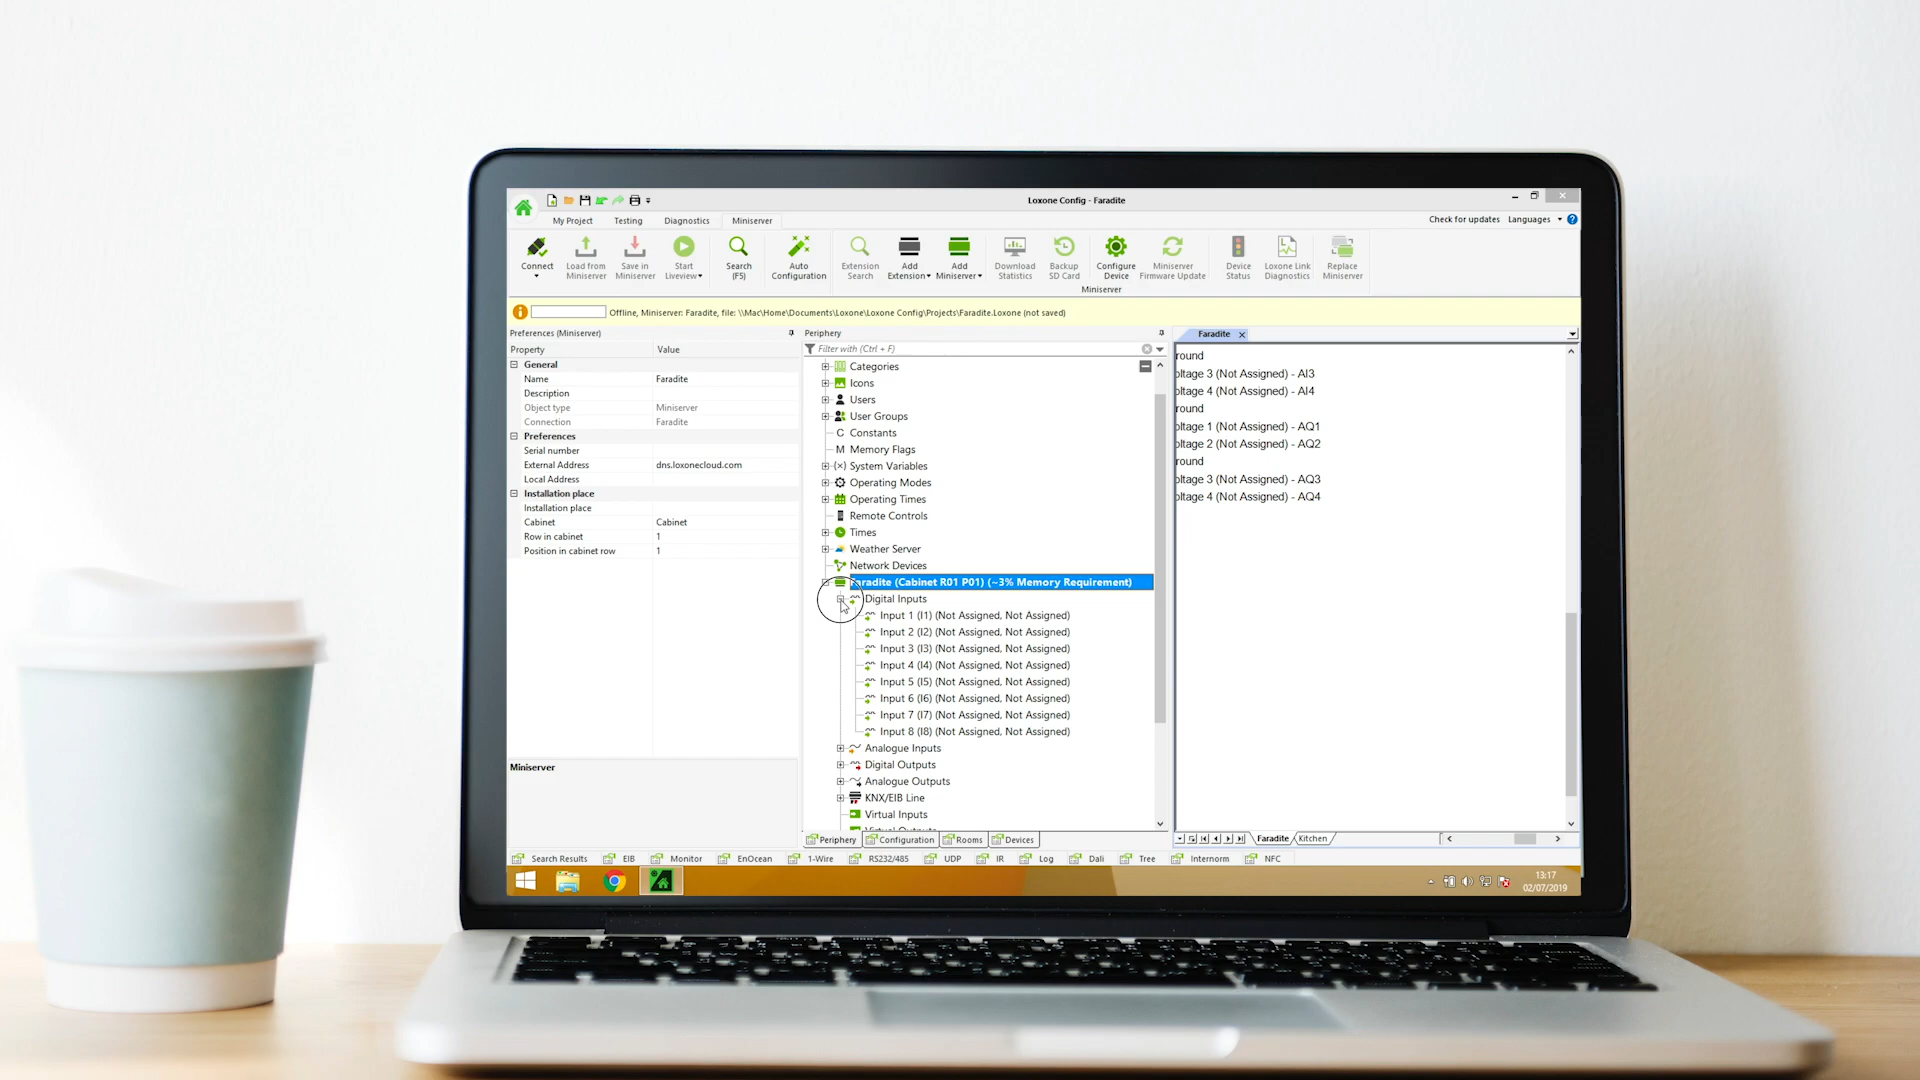 Loxone Config - Faradite
My Project Testing Diagnostics Miniserver
Check for updates Languages
Connect
Load from Miniserver
Save in Miniserver
Start Liveview
Search (F5)
Auto Configuration
Extension Search
Add Extension
Add Miniserver
Download Statistics
Backup SD Card
Configure Device
Miniserver Firmware Update
Device Status
Loxone Link Diagnostics
Replace Miniserver
Miniserver
Offline, Miniserver: Faradite, file: \\Mac\Home\Documents\Loxone\Loxone Config\Projects\Faradite.Loxone (not saved)
Preferences (Miniserver)
Property Value
General
Name Faradite
Description
Object type Miniserver
Connection Faradite
Preferences
Serial number
External Address dns.loxonecloud.com
Local Address
Installation place
Installation place
Cabinet Cabinet
Row in cabinet 1
Position in cabinet row 1
Miniserver
Periphery
Filter with (Ctrl + F)
Categories
Icons
Users
User Groups
C Constants
M Memory Flags
(×) System Variables
Operating Modes
Operating Times
Remote Controls
Times
Weather Server
Network Devices
aradite (Cabinet R01 P01) (~3% Memory Requirement)
Digital Inputs
Input 1 (I1) (Not Assigned, Not Assigned)
Input 2 (I2) (Not Assigned, Not Assigned)
Input 3 (I3) (Not Assigned, Not Assigned)
Input 4 (I4) (Not Assigned, Not Assigned)
Input 5 (I5) (Not Assigned, Not Assigned)
Input 6 (I6) (Not Assigned, Not Assigned)
Input 7 (I7) (Not Assigned, Not Assigned)
Input 8 (I8) (Not Assigned, Not Assigned)
Analogue Inputs
Digital Outputs
Analogue Outputs
KNX/EIB Line
Virtual Inputs
Virtual Outputs
Periphery Configuration Rooms Devices
Faradite
round
oltage 3 (Not Assigned) - AI3
oltage 4 (Not Assigned) - AI4
round
oltage 1 (Not Assigned) - AQ1
oltage 2 (Not Assigned) - AQ2
round
oltage 3 (Not Assigned) - AQ3
oltage 4 (Not Assigned) - AQ4
Faradite Kitchen
Search Results EIB Monitor EnOcean 1-Wire RS232/485 UDP IR Log Dali Tree Internorm NFC
13:17
02/07/2019